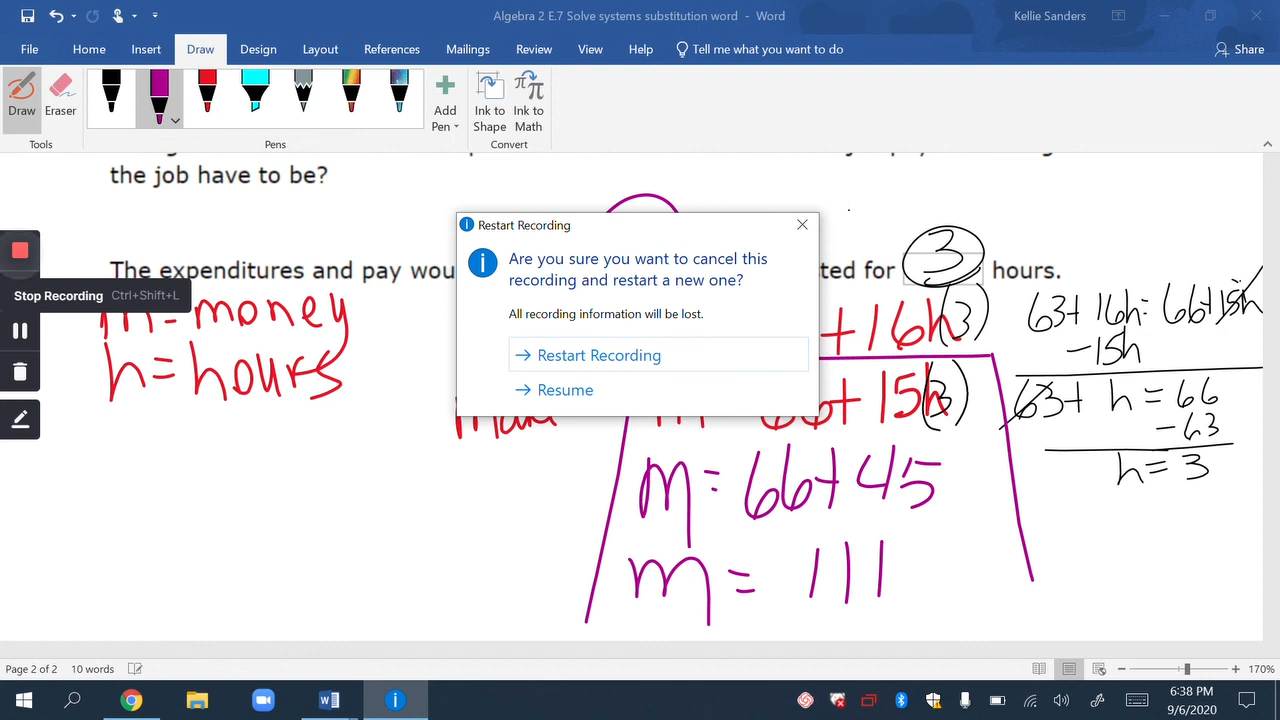 Algebra 2 E.7 Solve systems substitution word - Word
Kellie Sanders
File Home Insert Draw Design Layout References Mailings Review View Help Tell me what you want to do Share
Draw Eraser Add Pen Ink to Shape Ink to Math
Tools Pens Convert
the job have to be?
Restart Recording
Are you sure you want to cancel this
recording and restart a new one?
All recording information will be lost.
Restart Recording
Resume
The expenditures and pay wou
ted for 3 hours.
Stop Recording Ctrl+Shift+L
m = money
h = hours
+ 16h(3)
m 66 + 15h(3)
m = 66 + 45
m = 111
63 + 16h = 66 + 15h
-15h
63 + h = 66
-63
h = 3
Page 2 of 2 10 words 170%
6:38 PM
9/6/2020